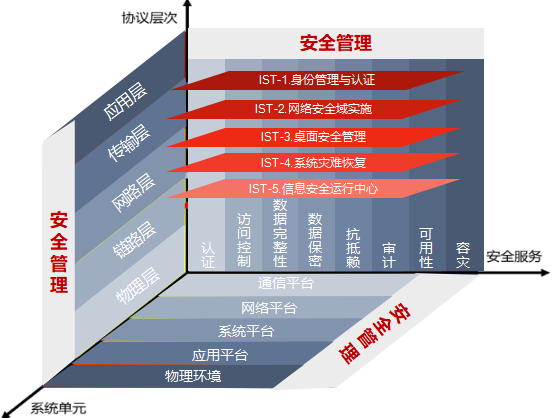 协议层次
安全管理
应用层
传输层
网路层
链路层
物理层
安全管理
IST-1.身份管理与认证
IST-2.网络安全域实施
IST-3.桌面安全管理
IST-4.系统灾难恢复
IST-5.信息安全运行中心
认证
访问控制
数据完整性
数据保密
抗抵赖
审计
可用性
容灾
安全服务
通信平台
网络平台
系统平台
应用平台
物理环境
安全管理
系统单元